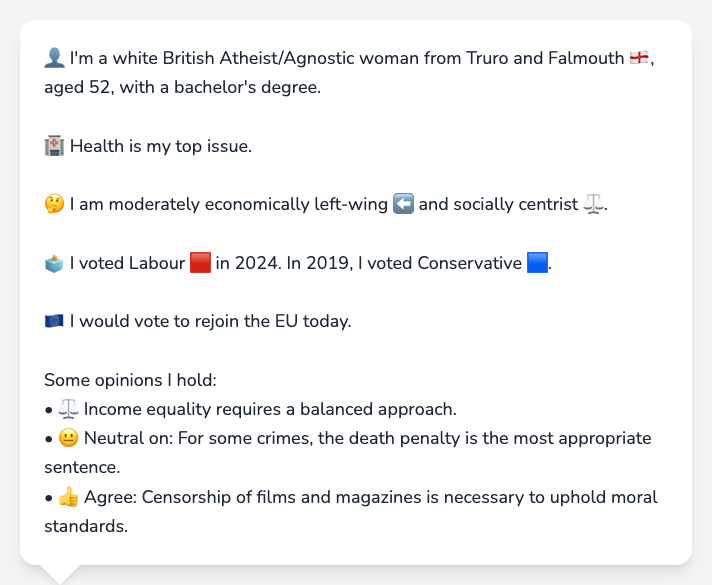 👤 I'm a white British Atheist/Agnostic woman from Truro and Falmouth 🏴󠁧󠁢󠁥󠁮󠁧󠁿,
aged 52, with a bachelor's degree.
🏥 Health is my top issue.
🤔 I am moderately economically left-wing ⬅️ and socially centrist ⚖️.
🗳️ I voted Labour 🟥 in 2024. In 2019, I voted Conservative 🟦.
🇪🇺 I would vote to rejoin the EU today.
Some opinions I hold:
• ⚖️ Income equality requires a balanced approach.
• 😐 Neutral on: For some crimes, the death penalty is the most appropriate
sentence.
• 👍 Agree: Censorship of films and magazines is necessary to uphold moral
standards.